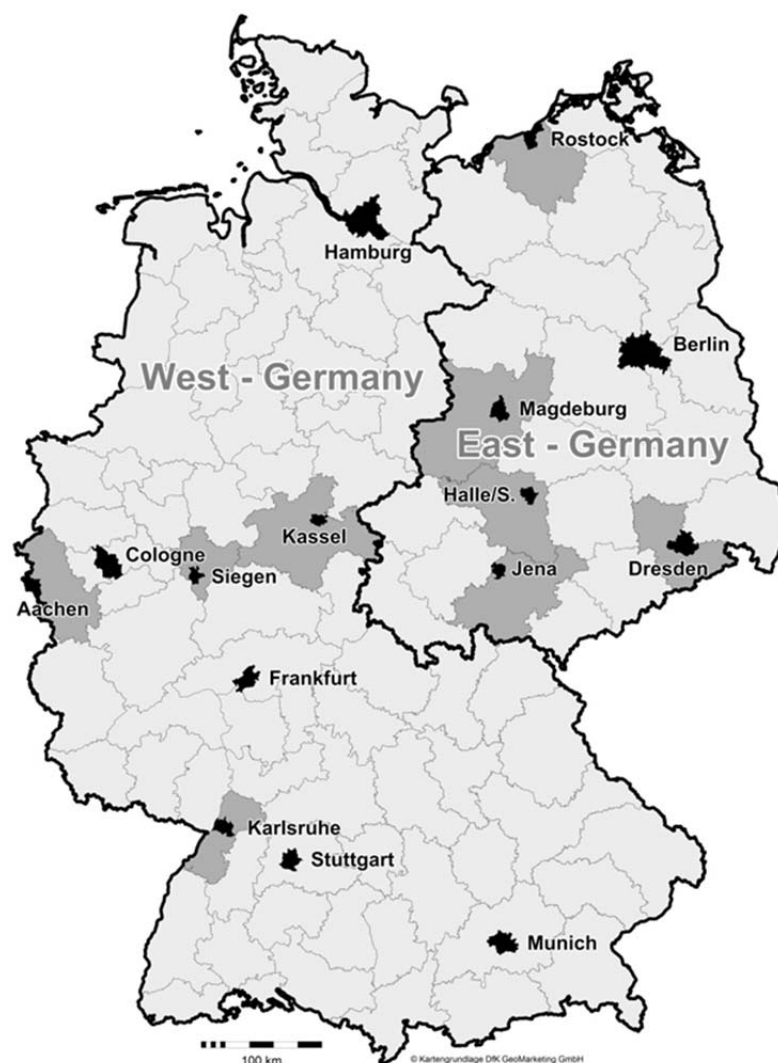 Rostock
Hamburg
Berlin
West - Germany
Magdeburg
East - Germany
Halle/S.
Kassel
Cologne
Siegen
Jena
Dresden
Aachen
Frankfurt
Karlsruhe
Stuttgart
Munich
100 km
© Kartengrundlage DfK GeoMarketing GmbH